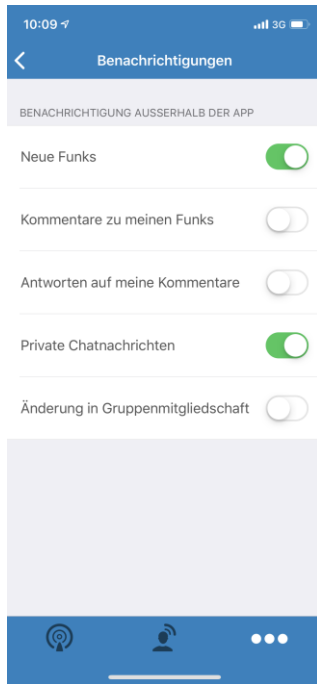 10:09
3G
Benachrichtigungen
BENACHRICHTIGUNG AUSSERHALB DER APP
Neue Funks
Kommentare zu meinen Funks
Antworten auf meine Kommentare
Private Chatnachrichten
Änderung in Gruppenmitgliedschaft